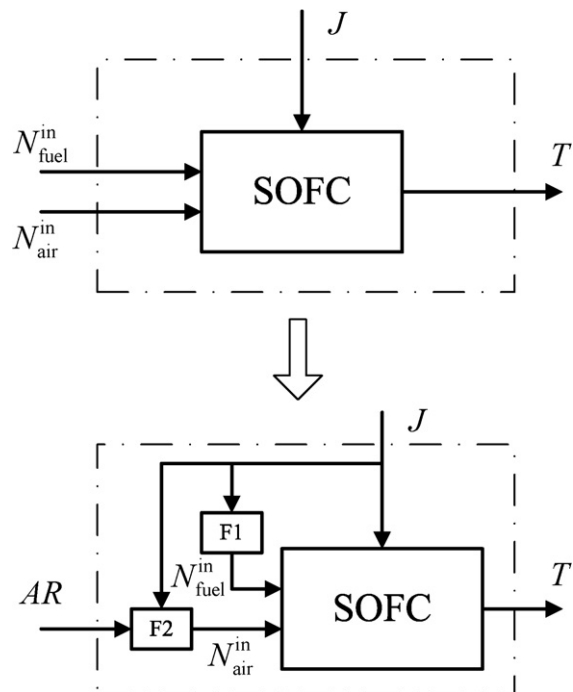 J
N_fuel^in
SOFC
T
N_air^in
J
F1
N_fuel^in
SOFC
T
AR
F2
N_air^in